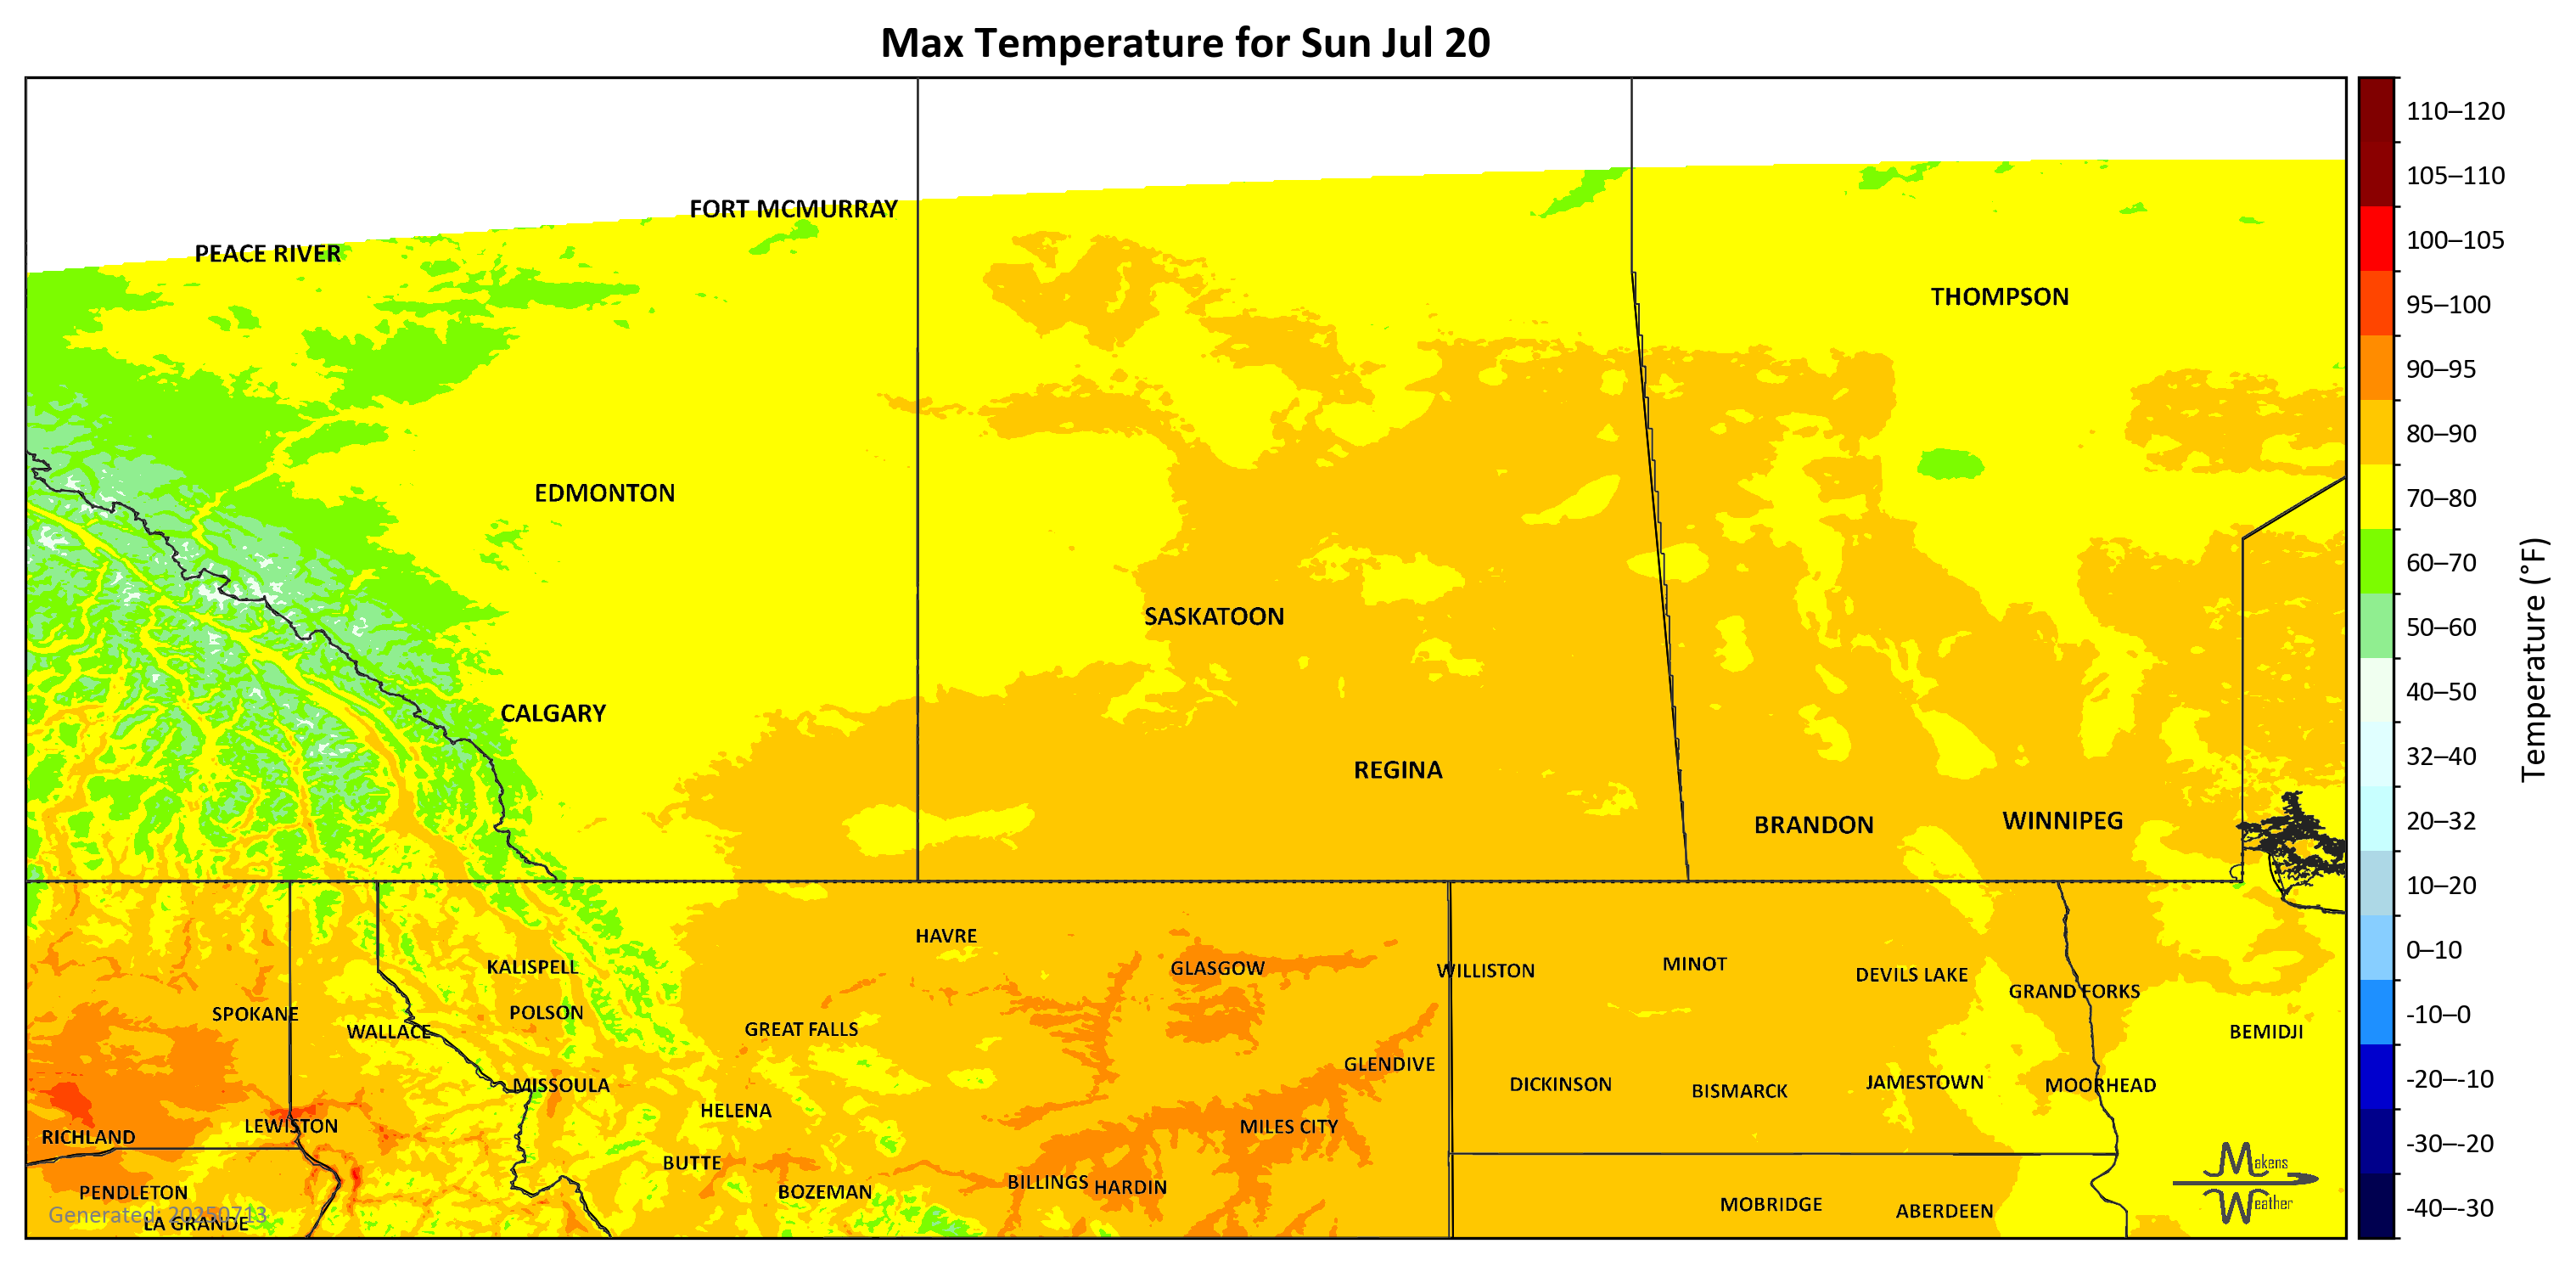 Max Temperature for Sun Jul 20
FORT MCMURRAY
PEACE RIVER
THOMPSON
EDMONTON
SASKATOON
CALGARY
REGINA
BRANDON
WINNIPEG
HAVRE
KALISPELL
GLASGOW
WILLISTON
MINOT
DEVILS LAKE
GRAND FORKS
SPOKANE
POLSON
WALLACE
GREAT FALLS
BEMIDJI
GLENDIVE
MISSOULA
DICKINSON
BISMARCK
JAMESTOWN
MOORHEAD
HELENA
LEWISTON
MILES CITY
RICHLAND
BUTTE
PENDLETON
BOZEMAN
BILLINGS
HARDIN
MOBRIDGE
ABERDEEN
LA GRANDE
Generated: 20250713
Makens
Weather
110–120
105–110
100–105
95–100
90–95
80–90
70–80
60–70
50–60
40–50
32–40
20–32
10–20
0–10
-10–0
-20–-10
-30–-20
-40–-30
Temperature (°F)